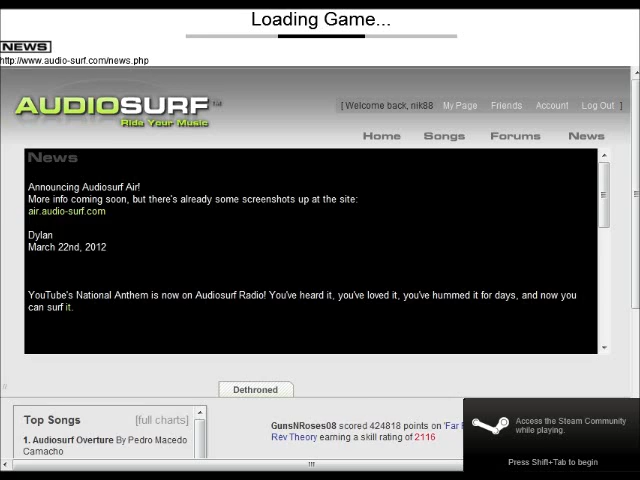 Loading Game...
NEWS
http://www.audio-surf.com/news.php
AUDIOSURF™
Ride Your Music
[ Welcome back, nik88 My Page Friends Account Log Out ]
Home Songs Forums News
News
Announcing Audiosurf Air!
More info coming soon, but there's already some screenshots up at the site:
air.audio-surf.com
Dylan
March 22nd, 2012
YouTube's National Anthem is now on Audiosurf Radio! You've heard it, you've loved it, you've hummed it for days, and now you
can surf it.
//
Dethroned
Top Songs [full charts]
1. Audiosurf Overture By Pedro Macedo
Camacho
GunsNRoses08 scored 424818 points on 'Far
Rev Theory earning a skill rating of 2116
Access the Steam Community
while playing.
Press Shift+Tab to begin